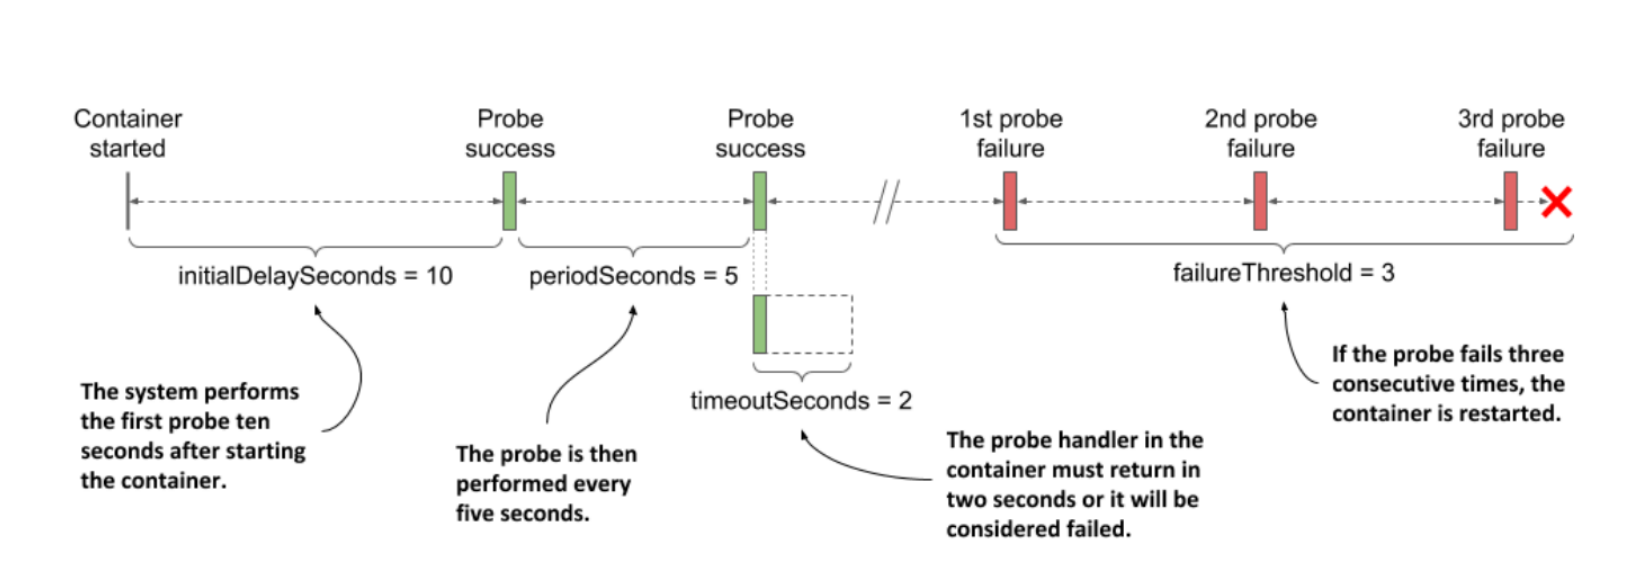 Container
started
Probe
success
Probe
success
1st probe
failure
2nd probe
failure
3rd probe
failure
initialDelaySeconds = 10
periodSeconds = 5
failureThreshold = 3
timeoutSeconds = 2
The system performs
the first probe ten
seconds after starting
the container.
The probe is then
performed every
five seconds.
The probe handler in the
container must return in
two seconds or it will be
considered failed.
If the probe fails three
consecutive times, the
container is restarted.